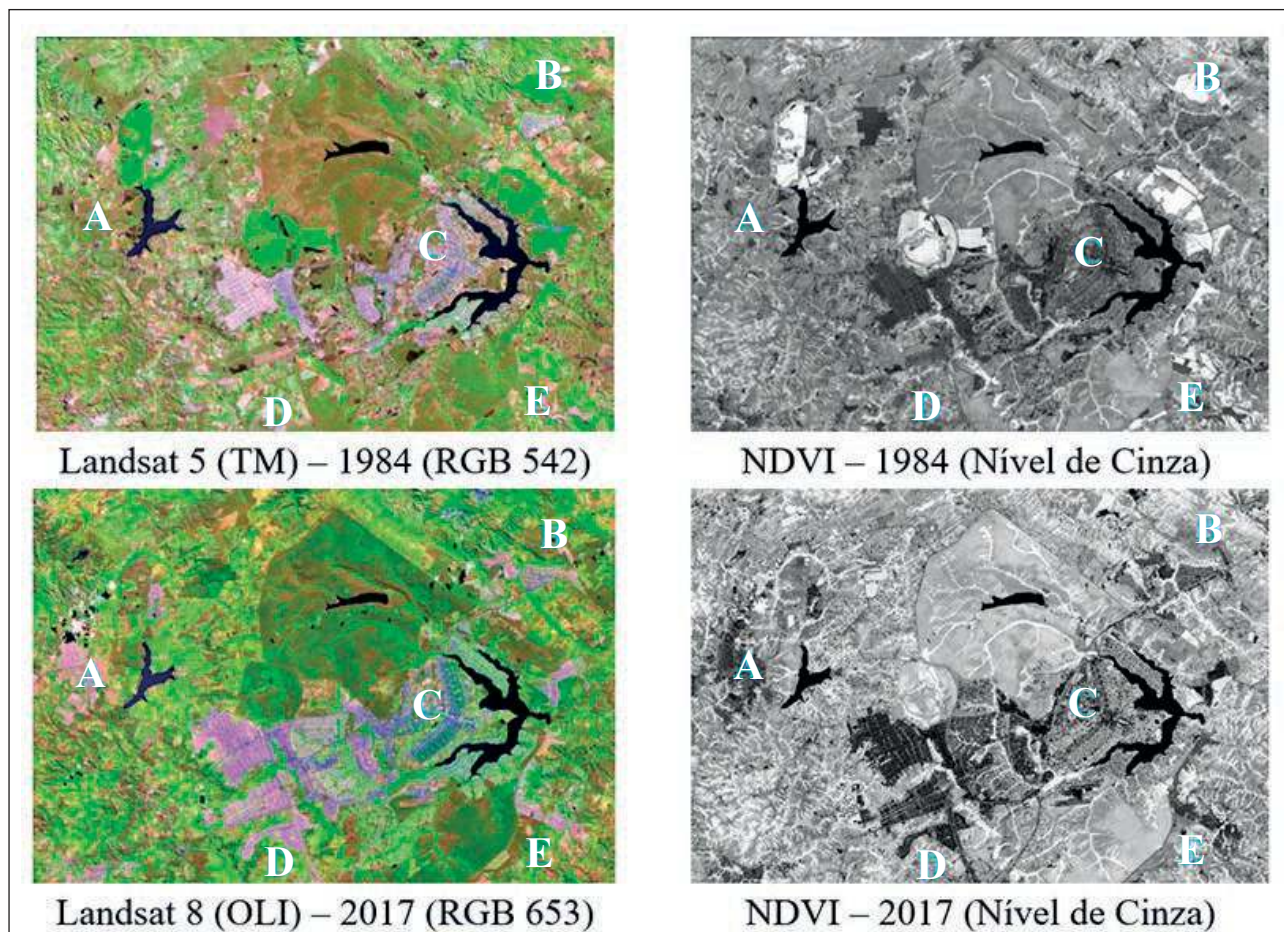 B
A
C
D
E
Landsat 5 (TM) – 1984 (RGB 542)
B
A
C
D
E
NDVI – 1984 (Nível de Cinza)
B
A
C
D
E
Landsat 8 (OLI) – 2017 (RGB 653)
B
A
C
D
E
NDVI – 2017 (Nível de Cinza)